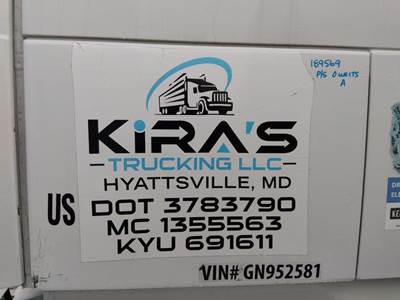 189569
P/S 0 UNITS
A
KiRA'S
TRUCKING LLC
HYATTSVILLE, MD
US DOT 3783790
MC 1355563
KYU 691611
VIN# GN952581